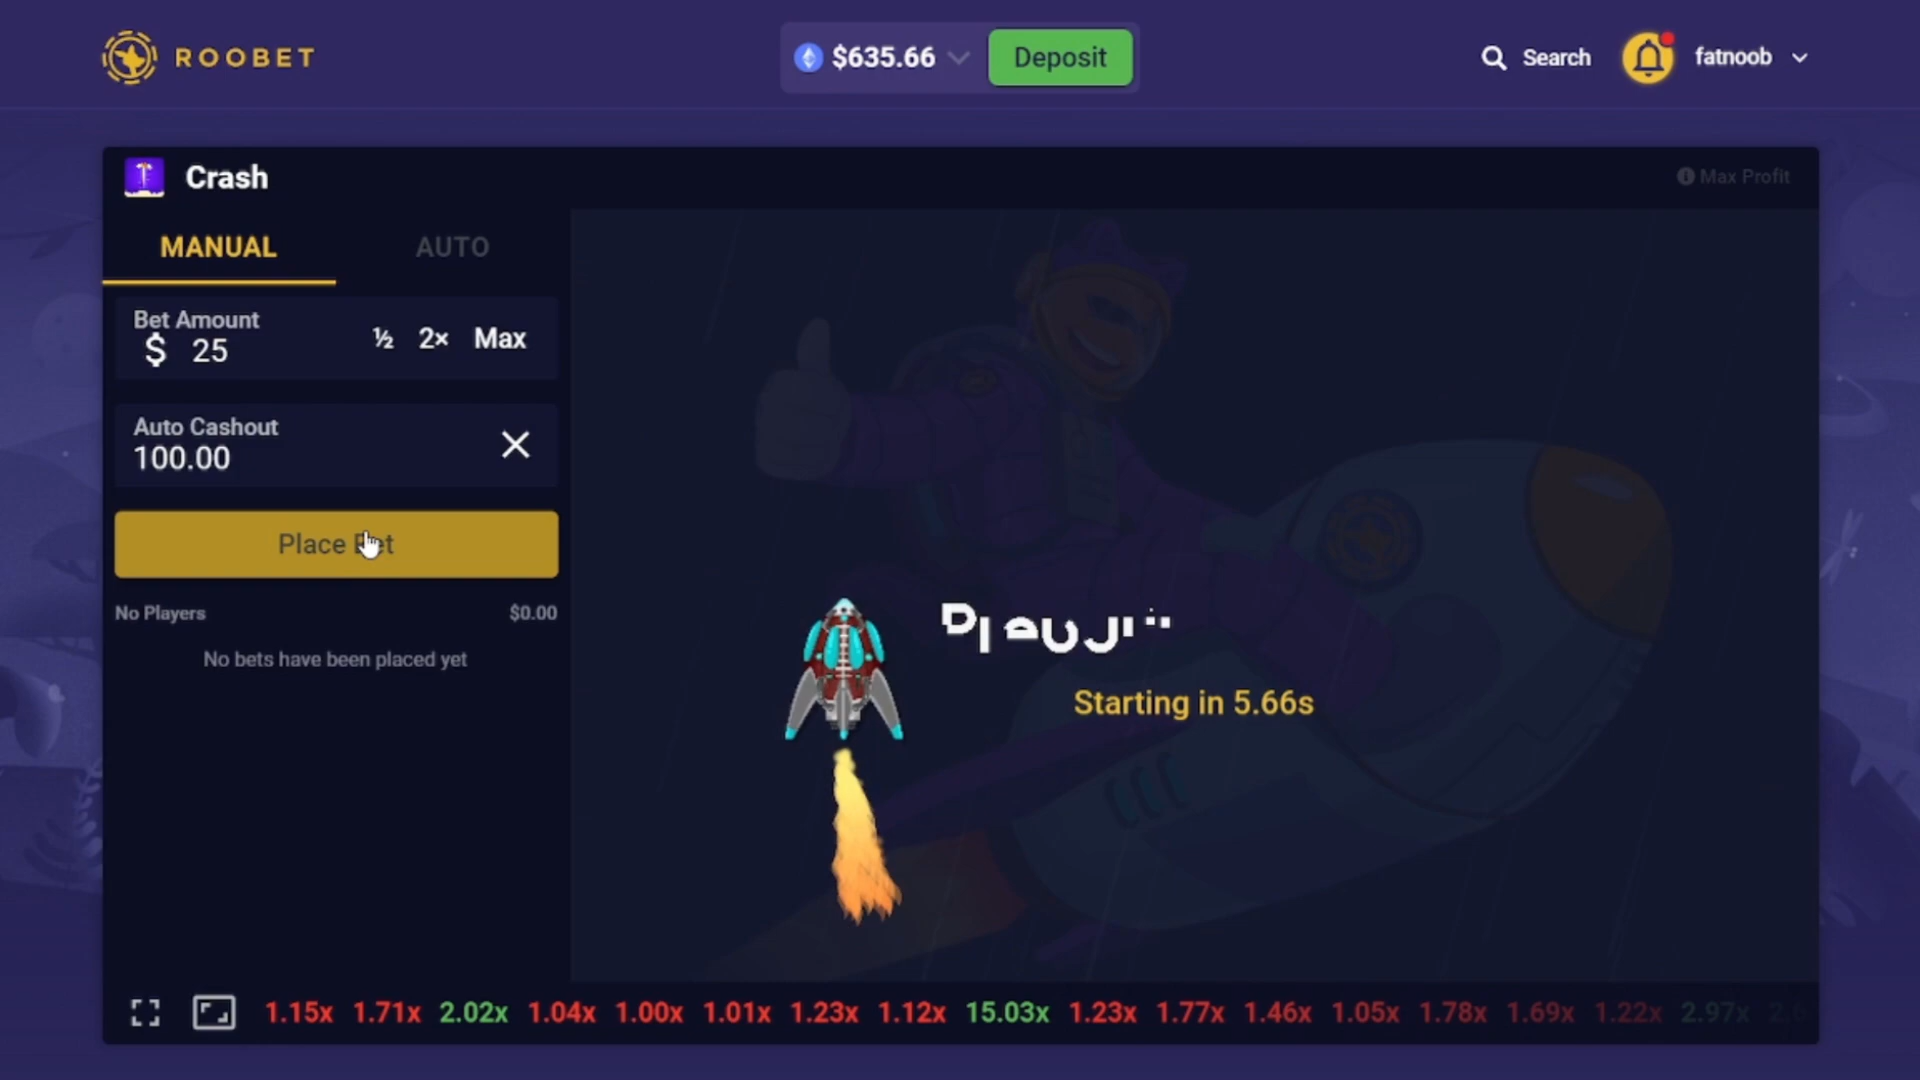 ROOBET
$635.66
Deposit
Search
fatnoob
Crash
Max Profit
MANUAL
AUTO
Bet Amount
$ 25
½ 2× Max
Auto Cashout
100.00
Place
No Players
$0.00
No bets have been placed yet
Starting in 5.66s
1.15x 1.71x 2.02x 1.04x 1.00x 1.01x 1.23x 1.12x 15.03x 1.23x 1.77x 1.46x 1.05x 1.78x 1.69x 1.22x 2.97x